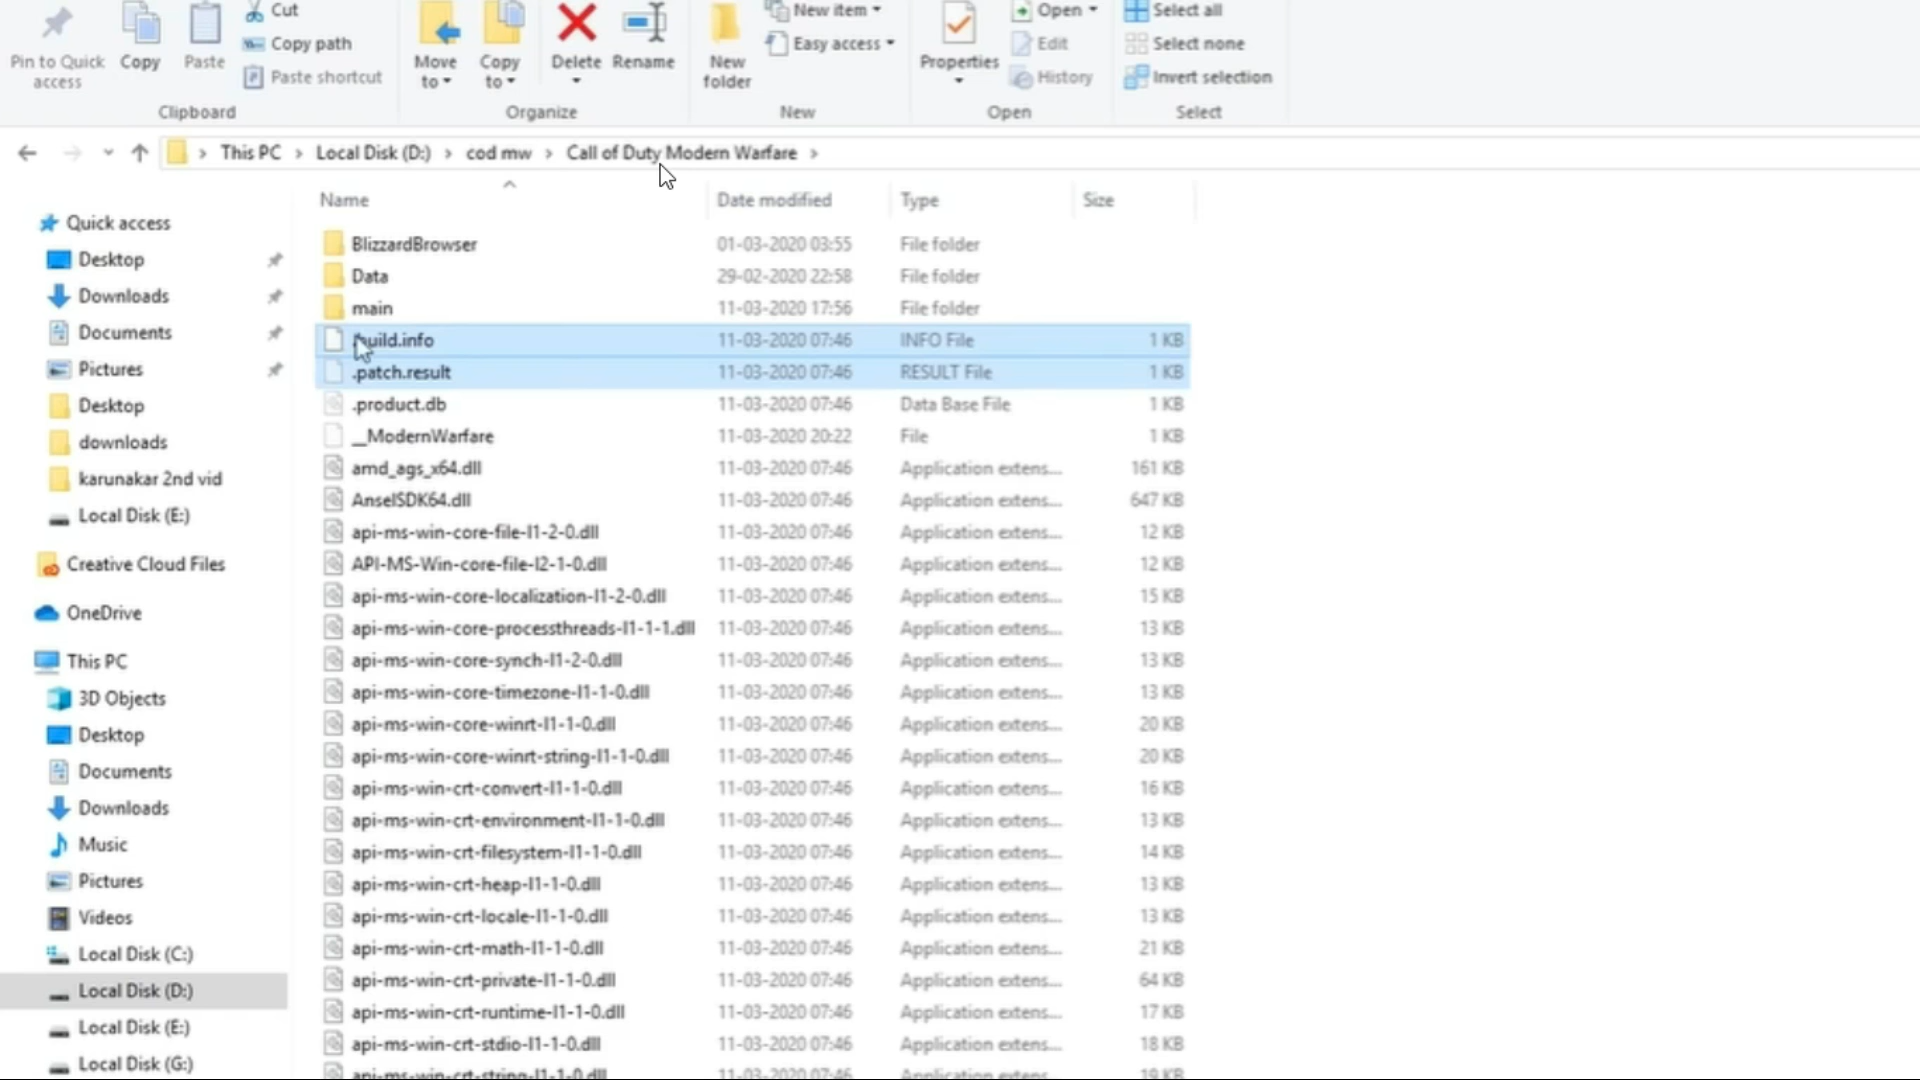 Cut
New item
Open
Select all
Pin to Quick
access
Copy
Paste
Copy path
Paste shortcut
Move
to
Copy
to
Delete
Rename
New
folder
Easy access
Properties
Edit
History
Select none
Invert selection
Clipboard
Organize
New
Open
Select
This PC > Local Disk (D:) > cod mw > Call of Duty Modern Warfare >
Name Date modified Type Size
Quick access
Desktop
Downloads
Documents
Pictures
Desktop
downloads
karunakar 2nd vid
Local Disk (E:)
Creative Cloud Files
OneDrive
This PC
3D Objects
Desktop
Documents
Downloads
Music
Pictures
Videos
Local Disk (C:)
Local Disk (D:)
Local Disk (E:)
Local Disk (G:)
BlizzardBrowser 01-03-2020 03:55 File folder
Data 29-02-2020 22:58 File folder
main 11-03-2020 17:56 File folder
.build.info 11-03-2020 07:46 INFO File 1 KB
.patch.result 11-03-2020 07:46 RESULT File 1 KB
.product.db 11-03-2020 07:46 Data Base File 1 KB
__ModernWarfare 11-03-2020 20:22 File 1 KB
amd_ags_x64.dll 11-03-2020 07:46 Application extens... 161 KB
AnselSDK64.dll 11-03-2020 07:46 Application extens... 647 KB
api-ms-win-core-file-l1-2-0.dll 11-03-2020 07:46 Application extens... 12 KB
API-MS-Win-core-file-l2-1-0.dll 11-03-2020 07:46 Application extens... 12 KB
api-ms-win-core-localization-l1-2-0.dll 11-03-2020 07:46 Application extens... 15 KB
api-ms-win-core-processthreads-l1-1-1.dll 11-03-2020 07:46 Application extens... 13 KB
api-ms-win-core-synch-l1-2-0.dll 11-03-2020 07:46 Application extens... 13 KB
api-ms-win-core-timezone-l1-1-0.dll 11-03-2020 07:46 Application extens... 13 KB
api-ms-win-core-winrt-l1-1-0.dll 11-03-2020 07:46 Application extens... 20 KB
api-ms-win-core-winrt-string-l1-1-0.dll 11-03-2020 07:46 Application extens... 20 KB
api-ms-win-crt-convert-l1-1-0.dll 11-03-2020 07:46 Application extens... 16 KB
api-ms-win-crt-environment-l1-1-0.dll 11-03-2020 07:46 Application extens... 13 KB
api-ms-win-crt-filesystem-l1-1-0.dll 11-03-2020 07:46 Application extens... 14 KB
api-ms-win-crt-heap-l1-1-0.dll 11-03-2020 07:46 Application extens... 13 KB
api-ms-win-crt-locale-l1-1-0.dll 11-03-2020 07:46 Application extens... 13 KB
api-ms-win-crt-math-l1-1-0.dll 11-03-2020 07:46 Application extens... 21 KB
api-ms-win-crt-private-l1-1-0.dll 11-03-2020 07:46 Application extens... 64 KB
api-ms-win-crt-runtime-l1-1-0.dll 11-03-2020 07:46 Application extens... 17 KB
api-ms-win-crt-stdio-l1-1-0.dll 11-03-2020 07:46 Application extens... 18 KB
api-ms-win-crt-string-l1-1-0.dll 11-03-2020 07:46 Application extens... 19 KB